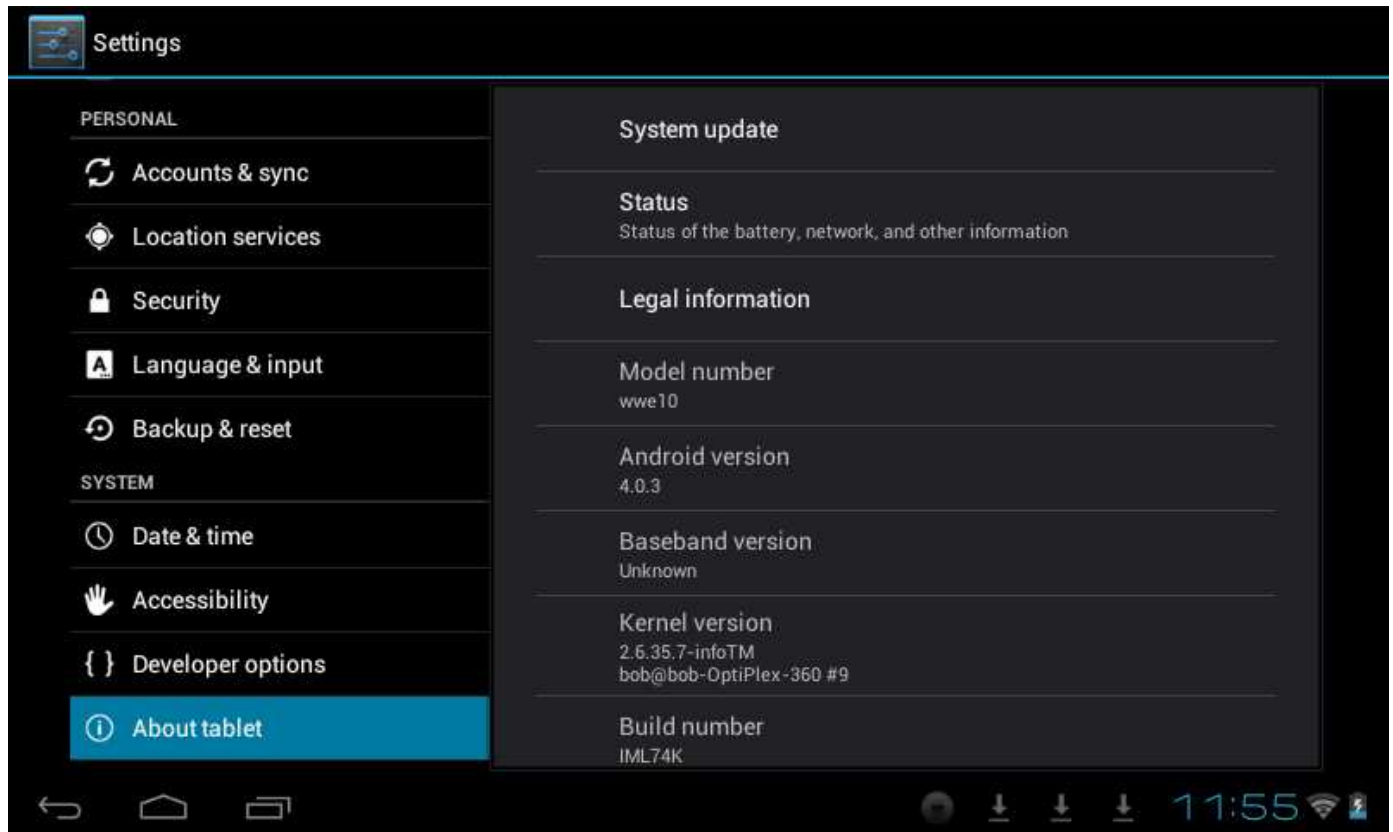 Settings
PERSONAL
Accounts & sync
Location services
Security
Language & input
Backup & reset
SYSTEM
Date & time
Accessibility
{ } Developer options
About tablet
System update
Status
Status of the battery, network, and other information
Legal information
Model number
wwe10
Android version
4.0.3
Baseband version
Unknown
Kernel version
2.6.35.7-infoTM
bob@bob-OptiPlex-360 #9
Build number
IML74K
11:55